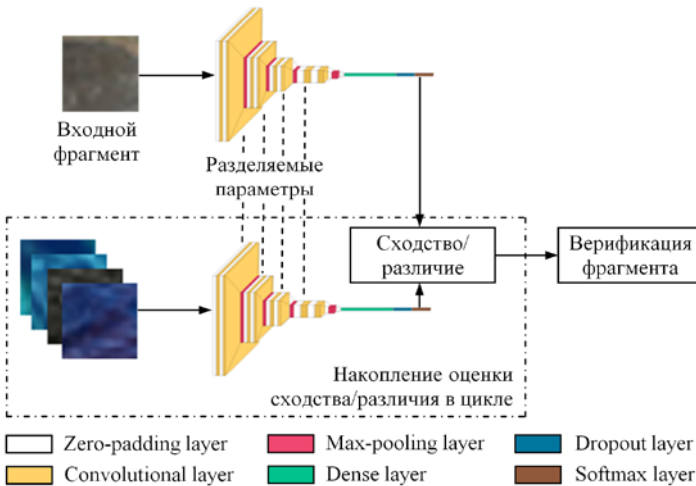 Входной
фрагмент
Разделяемые
параметры
Сходство/
различие
Верификация
фрагмента
Накопление оценки
сходства/различия в цикле
Zero-padding layer
Max-pooling layer
Dropout layer
Convolutional layer
Dense layer
Softmax layer